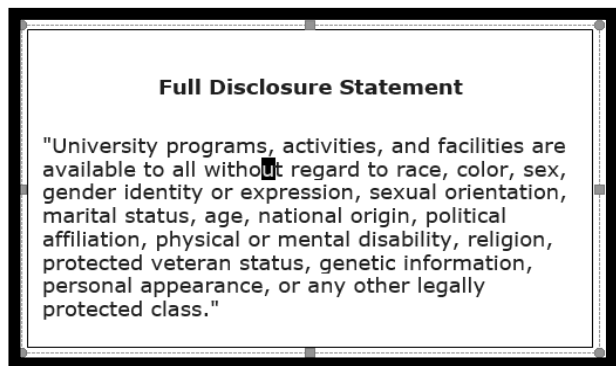 Full Disclosure Statement
"University programs, activities, and facilities are
available to all without regard to race, color, sex,
gender identity or expression, sexual orientation,
marital status, age, national origin, political
affiliation, physical or mental disability, religion,
protected veteran status, genetic information,
personal appearance, or any other legally
protected class."